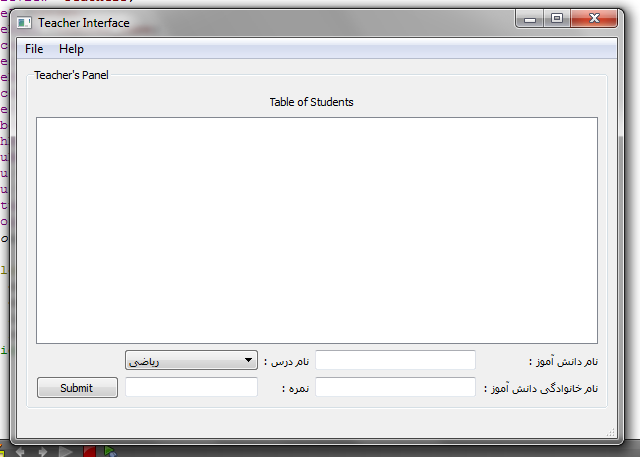 Teacher Interface
File Help
Teacher's Panel
Table of Students
نام دانش آموز :
نام درس :
ریاضی
نام خانوادگی دانش آموز :
نمره :
Submit